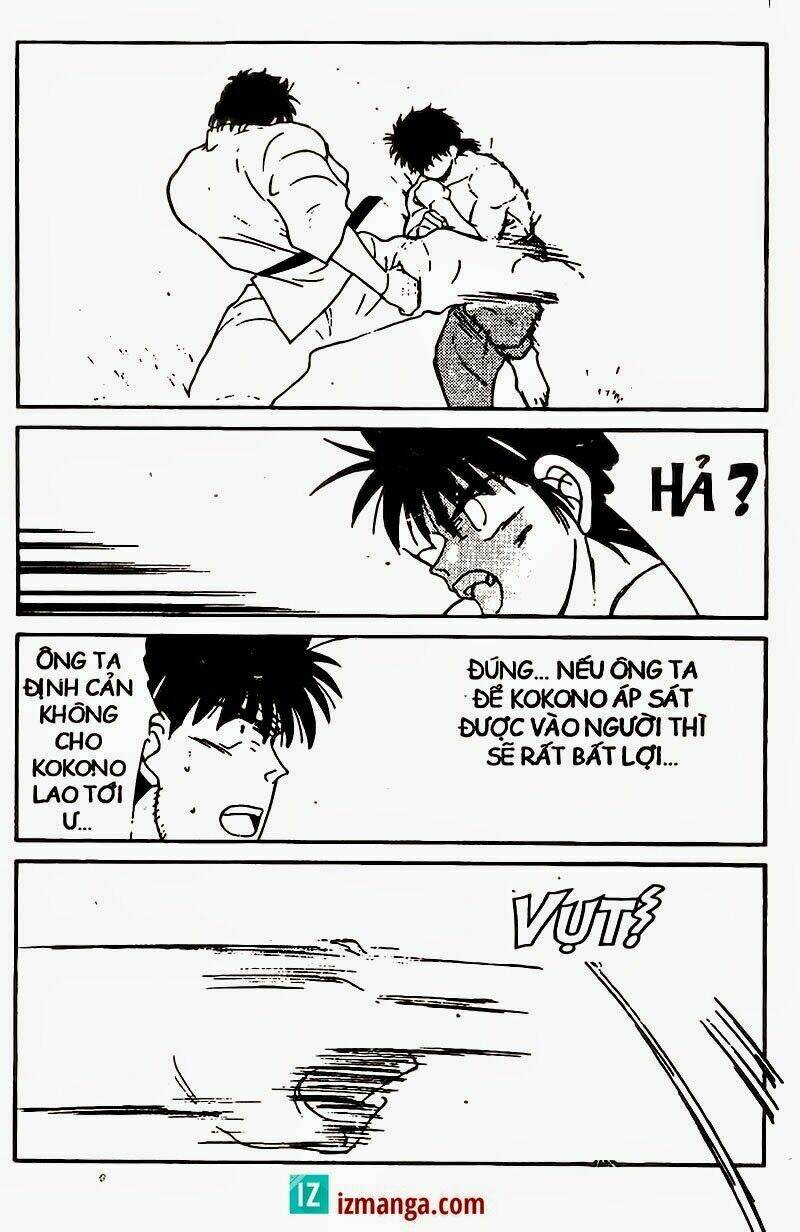 HẢ?
ÔNG TA
ĐỊNH CẢN
KHÔNG
CHO
KOKONO
LAO TỚI
Ư...
ĐÚNG... NẾU ÔNG TA
ĐỂ KOKONO ÁP SÁT
ĐƯỢC VÀO NGƯỜI THÌ
SẼ RẤT BẤT LỢI...
VỤT!
IZ izmanga.com